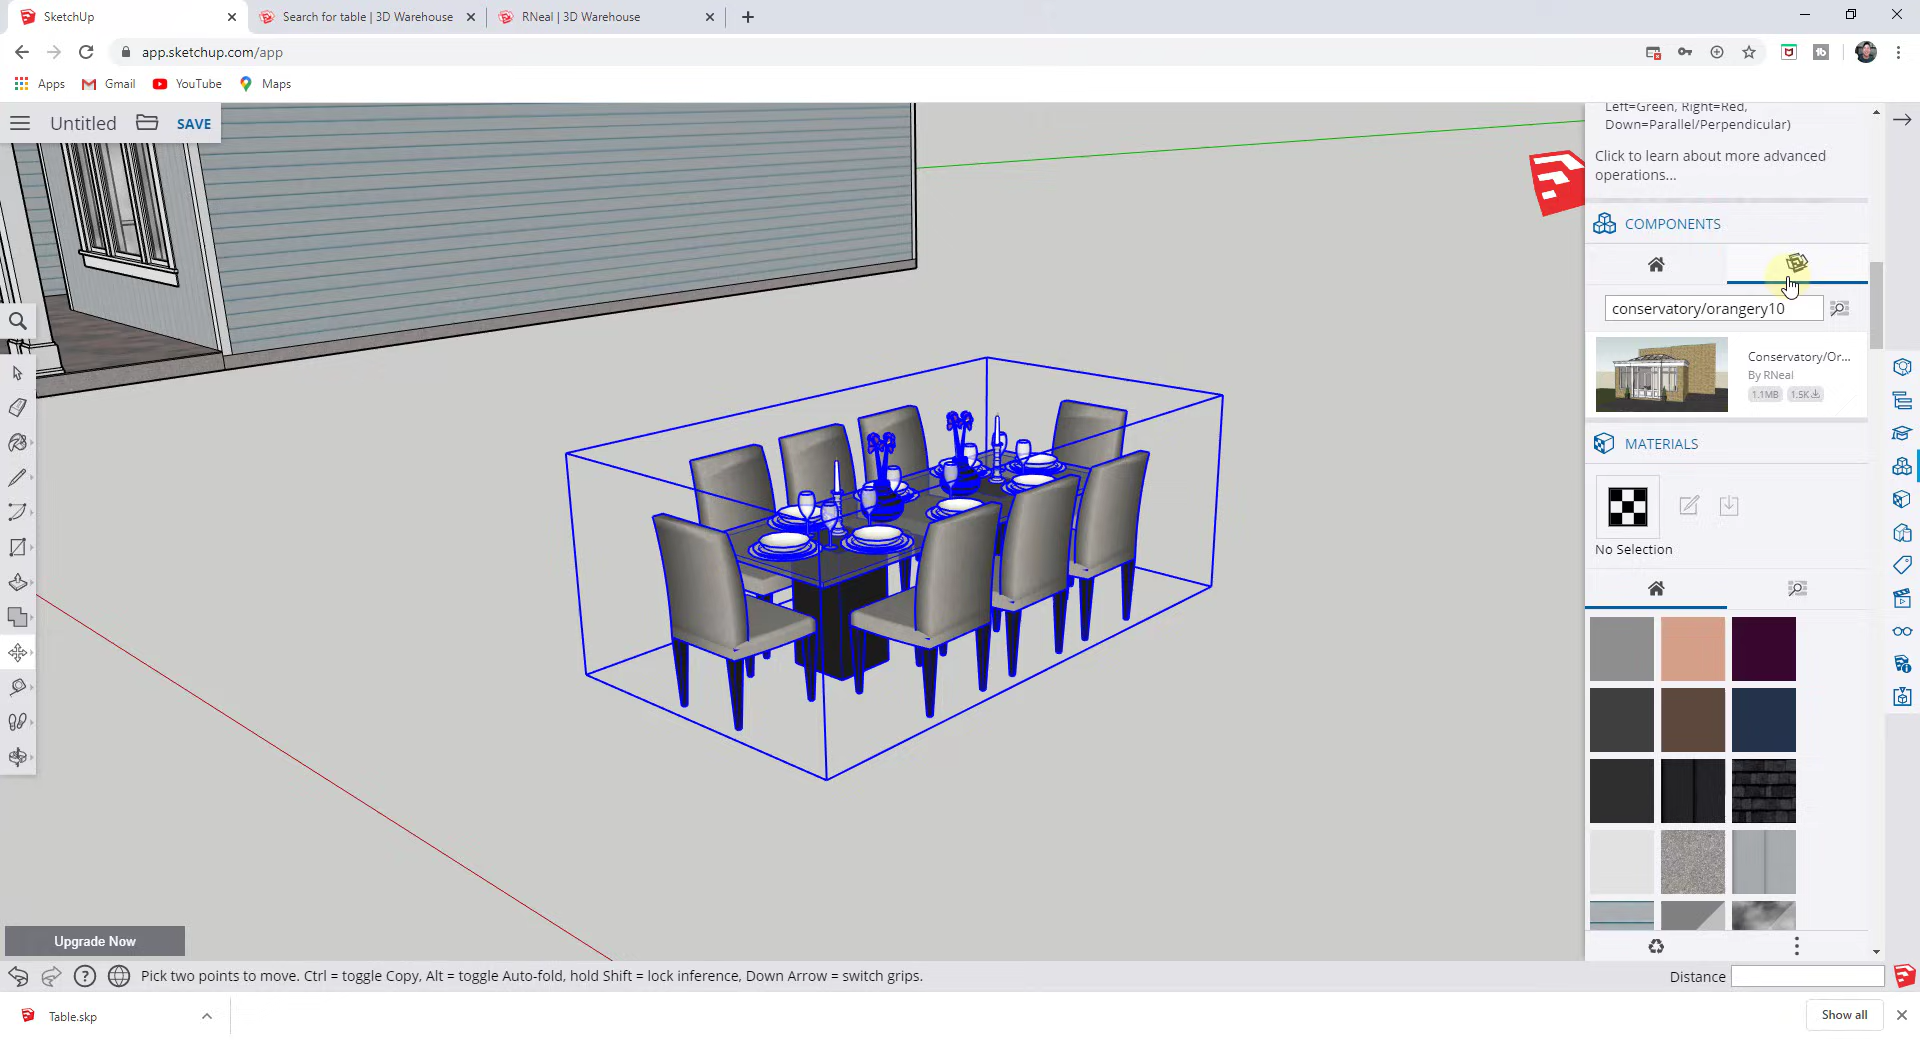 SketchUp
Search for table | 3D Warehouse
RNeal | 3D Warehouse
app.sketchup.com/app
Apps
Gmail
YouTube
Maps
Untitled
SAVE
Left=Green, Right=Red,
Down=Parallel/Perpendicular)
Click to learn about more advanced
operations...
COMPONENTS
conservatory/orangery10
Conservatory/Or...
By RNeal
1.1MB 1.5K
MATERIALS
No Selection
Upgrade Now
Pick two points to move. Ctrl = toggle Copy, Alt = toggle Auto-fold, hold Shift = lock inference, Down Arrow = switch grips.
Distance
Table.skp
Show all